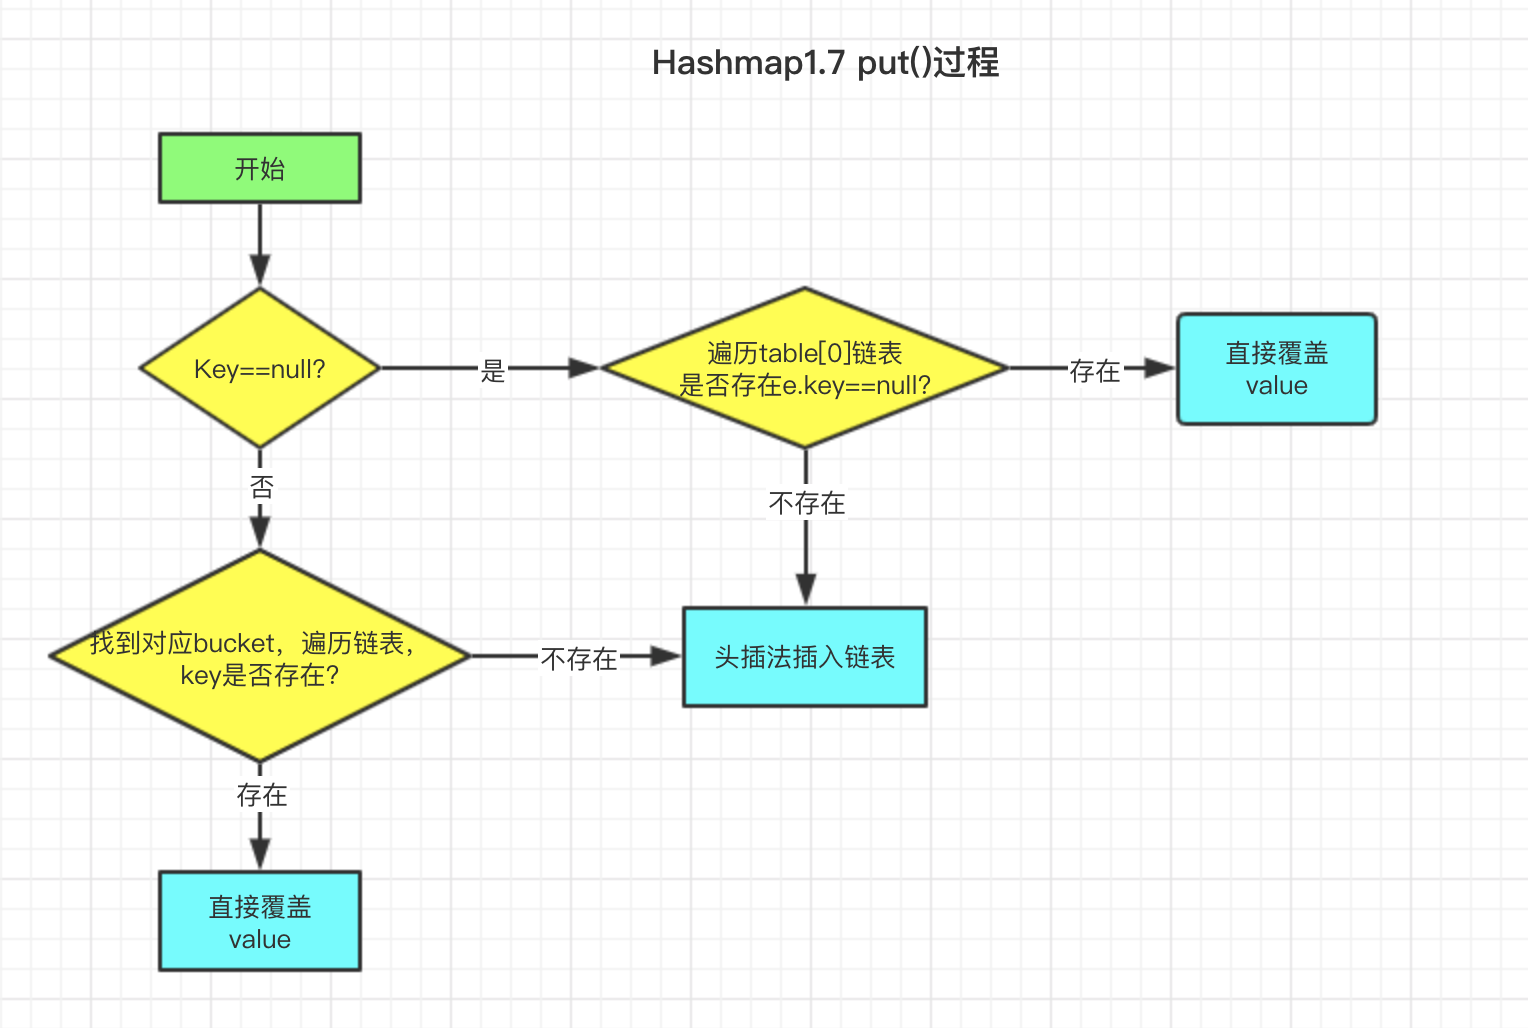 Hashmap1.7 put()过程
开始
Key==null?
是
遍历table[0]链表
是否存在e.key==null?
存在
直接覆盖
value
否
不存在
找到对应bucket，遍历链表，
key是否存在?
不存在
头插法插入链表
存在
直接覆盖
value